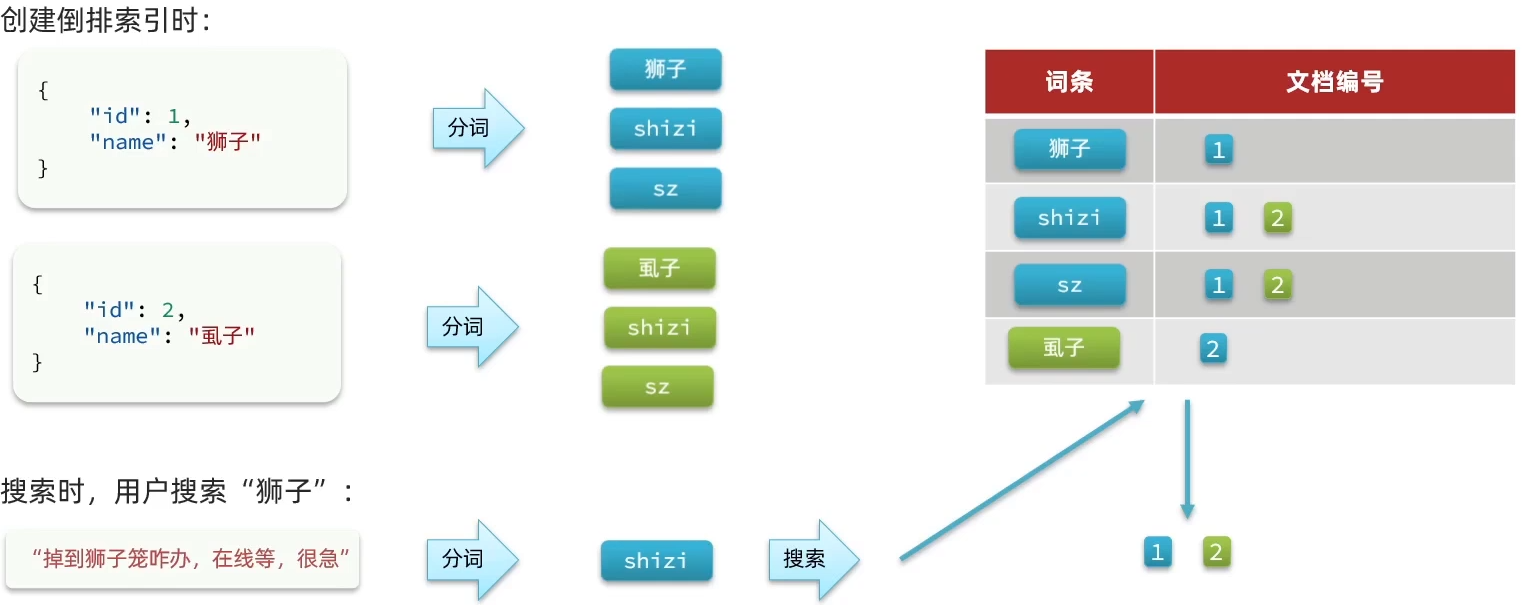 创建倒排索引时：
{
"id": 1,
"name": "狮子"
}
分词
狮子
shizi
sz
{
"id": 2,
"name": "虱子"
}
分词
虱子
shizi
sz
词条 文档编号
狮子 1
shizi 1 2
sz 1 2
虱子 2
搜索时，用户搜索“狮子”：
“掉到狮子笼咋办，在线等，很急”
分词
shizi
搜索
1 2